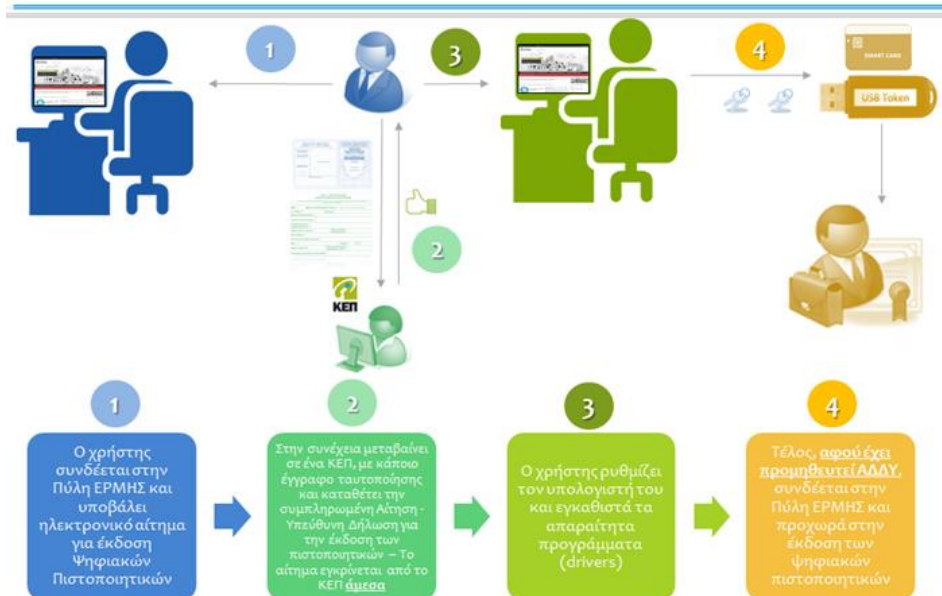 1
3
4
SMART CARD
USB Token
2
ΚΕΠ
1
2
3
4
Ο χρήστης
συνδέεται στην
Πύλη ΕΡΜΗΣ και
υποβάλει
ηλεκτρονικό αίτημα
για έκδοση
Ψηφιακών
Πιστοποιητικών
Στην συνέχεια μεταβαίνει
σε ένα ΚΕΠ, με κάποιο
έγγραφο ταυτοποίησης
και καταθέτει την
συμπληρωμένη Αίτηση -
Υπεύθυνη Δήλωση για
την έκδοση των
πιστοποιητικών – Το
αίτημα εγκρίνεται από το
ΚΕΠ άμεσα
Ο χρήστης ρυθμίζει
τον υπολογιστή του
και εγκαθιστά τα
απαραίτητα
προγράμματα
(drivers)
Τέλος, αφού έχει
προμηθευτεί ΑΔΔΥ,
συνδέεται στην
Πύλη ΕΡΜΗΣ και
προχωρά στην
έκδοση των
ψηφιακών
πιστοποιητικών